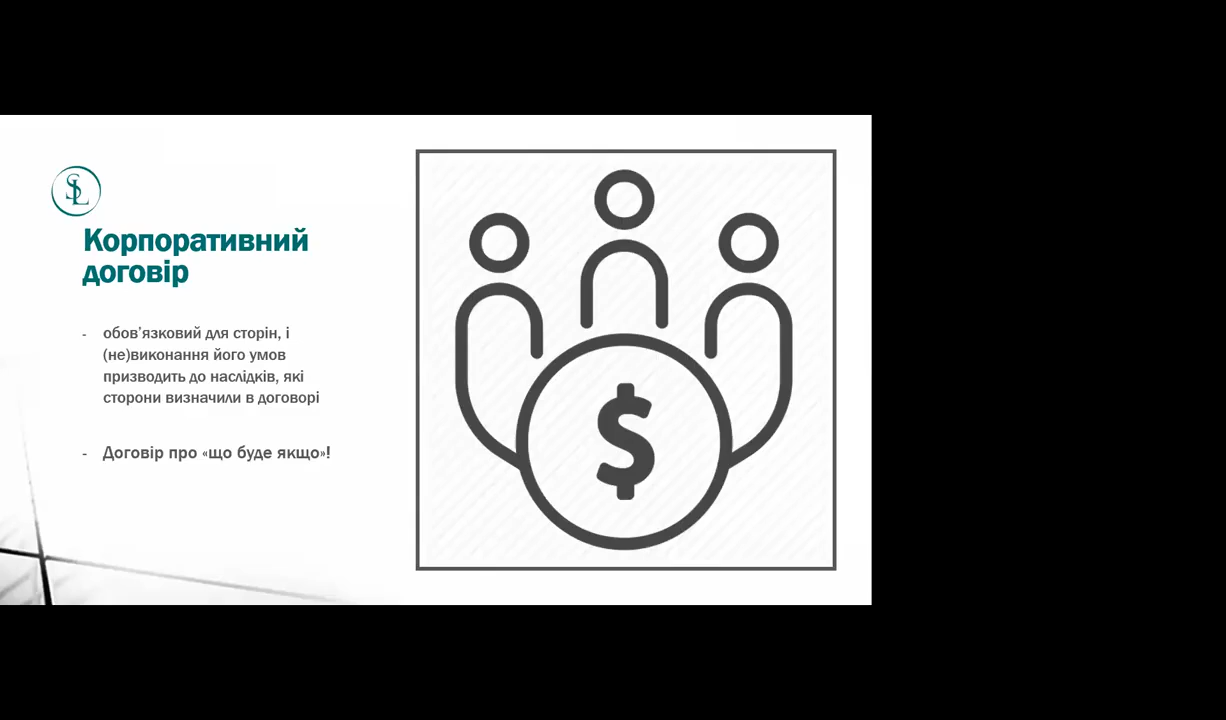 SL
Корпоративний
договір
- обов'язковий для сторін, і
(не)виконання його умов
призводить до наслідків, які
сторони визначили в договорі
- Договір про «що буде якщо»!
$